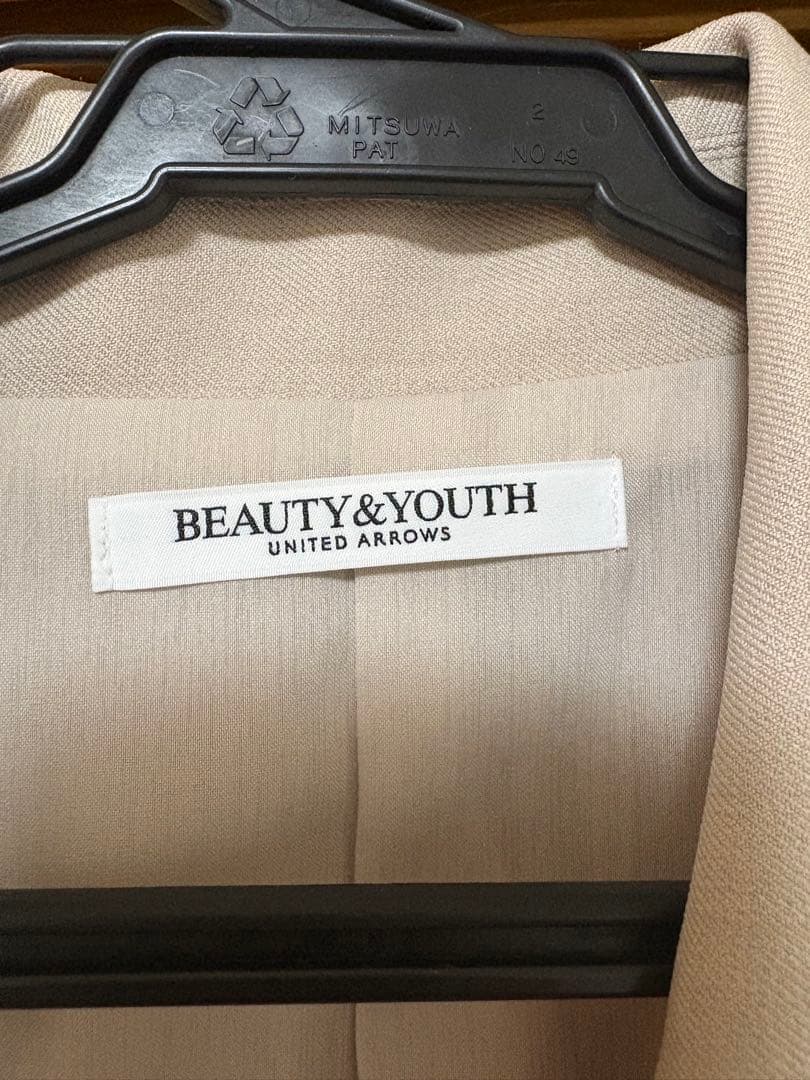 MITSUWA
PAT
2
NO 49
BEAUTY&YOUTH
UNITED ARROWS